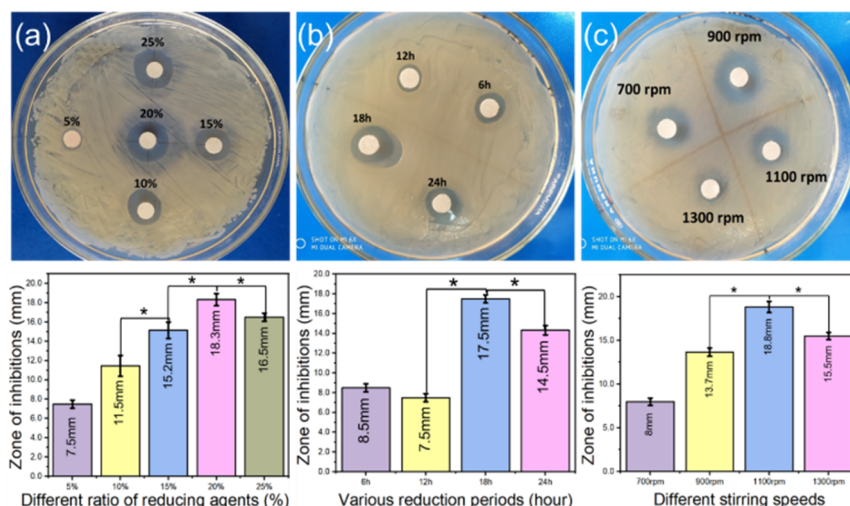 (a)
25%
5%
20%
15%
10%
(b)
12h
6h
18h
24h
SHOT ON MI 6X
MI DUAL CAMERA
(c)
900 rpm
700 rpm
1100 rpm
1300 rpm
SHOT ON MI 6X
MI DUAL CAMERA
Zone of inhibitions (mm)
20.0
18.0
16.0
14.0
12.0
10.0
8.0
6.0
4.0
2.0
0.0
* * *
7.5mm
11.5mm
15.2mm
18.3mm
16.5mm
5% 10% 15% 20% 25%
Different ratio of reducing agents (%)
Zone of inhibitions (mm)
20.0
18.0
16.0
14.0
12.0
10.0
8.0
6.0
4.0
2.0
0.0
* *
8.5mm
7.5mm
17.5mm
14.5mm
6h 12h 18h 24h
Various reduction periods (hour)
Zone of inhibitions (mm)
20.0
15.0
10.0
5.0
0.0
* *
8mm
13.7mm
18.8mm
15.5mm
700rpm 900rpm 1100rpm 1300rpm
Different stirring speeds